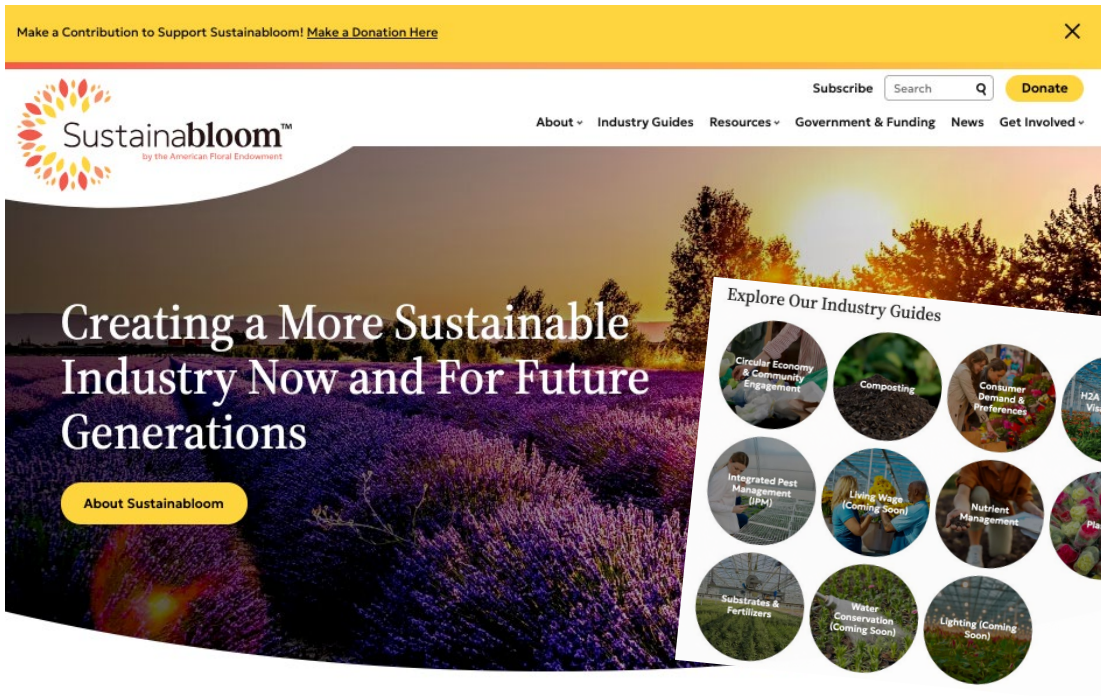 Make a Contribution to Support Sustainabloom! Make a Donation Here
Subscribe
Search
Donate
Sustainabloom™
by the American Floral Endowment
About
Industry Guides
Resources
Government & Funding
News
Get Involved
Creating a More Sustainable
Industry Now and For Future
Generations
About Sustainabloom
Explore Our Industry Guides
Circular Economy
& Community
Engagement
Composting
Consumer
Demand &
Preferences
H2A
Integrated Pest
Management
(IPM)
Living Wage
(Coming Soon)
Nutrient
Management
Substrates &
Fertilizers
Water
Conservation
(Coming Soon)
Lighting (Coming
Soon)